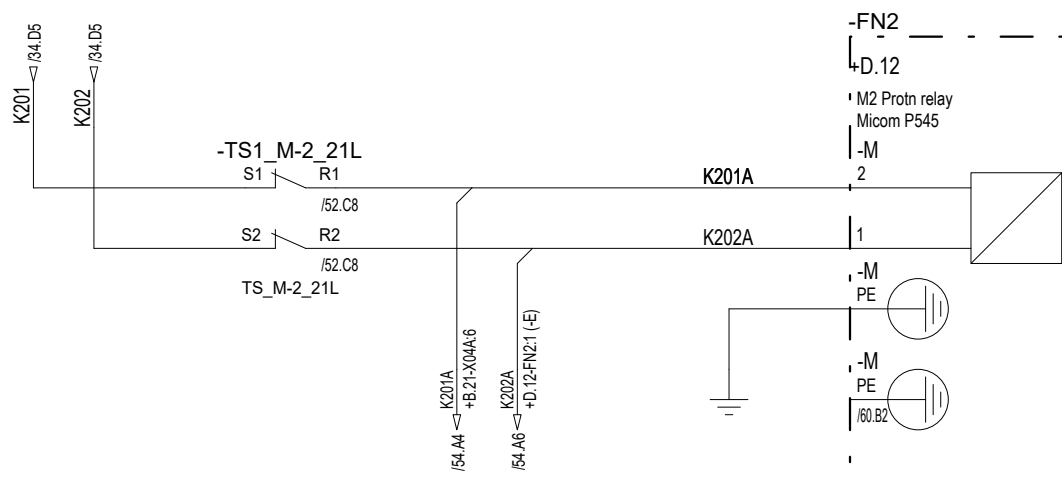 /34.D5
/34.D5
K201
K202
-FN2
+D.12
M2 Protn relay
Micom P545
-TS1_M-2_21L
-M
S1
R1
K201A
2
/52.C8
S2
R2
K202A
1
/52.C8
TS_M-2_21L
-M
PE
K201A
+B.21-X04A:6
K202A
+D.12-FN2:1 (-E)
-M
PE
/60.B2
/54.A4
/54.A6